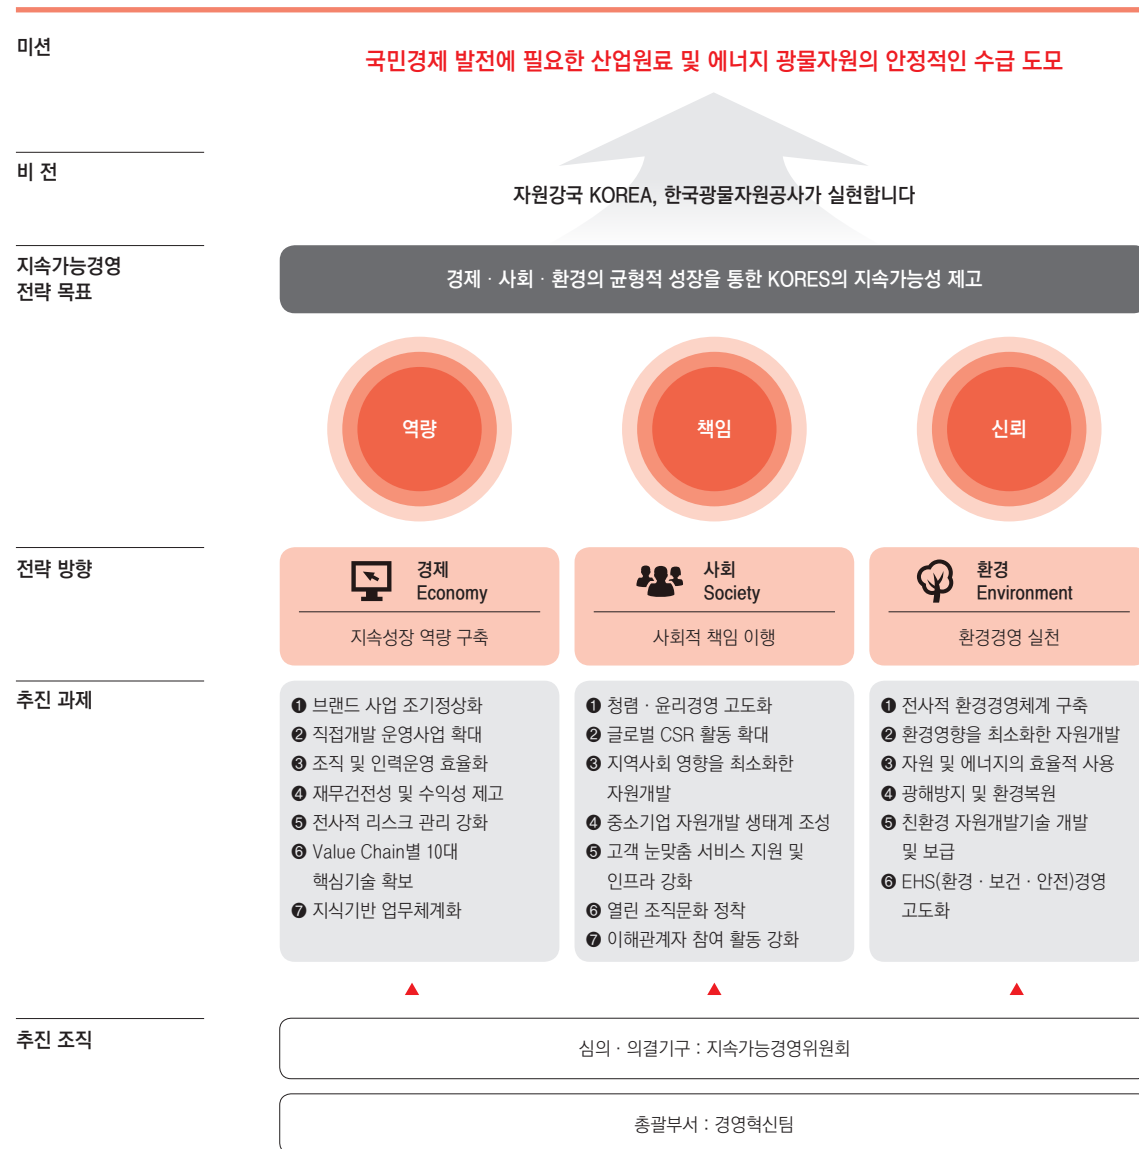 미션
국민경제 발전에 필요한 산업원료 및 에너지 광물자원의 안정적인 수급 도모
비 전
자원강국 KOREA, 한국광물자원공사가 실현합니다
지속가능경영
전략 목표
경제 · 사회 · 환경의 균형적 성장을 통한 KORES의 지속가능성 제고
역량
책임
신뢰
전략 방향
경제
Economy
지속성장 역량 구축
사회
Society
사회적 책임 이행
환경
Environment
환경경영 실천
추진 과제
❶ 브랜드 사업 조기정상화
❷ 직접개발 운영사업 확대
❸ 조직 및 인력운영 효율화
❹ 재무건전성 및 수익성 제고
❺ 전사적 리스크 관리 강화
❻ Value Chain별 10대
핵심기술 확보
❼ 지식기반 업무체계화
❶ 청렴 · 윤리경영 고도화
❷ 글로벌 CSR 활동 확대
❸ 지역사회 영향을 최소화한
자원개발
❹ 중소기업 자원개발 생태계 조성
❺ 고객 눈맞춤 서비스 지원 및
인프라 강화
❻ 열린 조직문화 정착
❼ 이해관계자 참여 활동 강화
❶ 전사적 환경경영체계 구축
❷ 환경영향을 최소화한 자원개발
❸ 자원 및 에너지의 효율적 사용
❹ 광해방지 및 환경복원
❺ 친환경 자원개발기술 개발
및 보급
❻ EHS(환경 · 보건 · 안전)경영
고도화
추진 조직
심의 · 의결기구 : 지속가능경영위원회
총괄부서 : 경영혁신팀